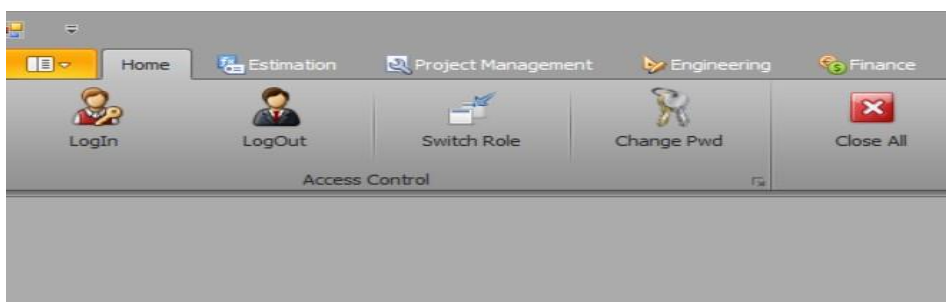 Home Estimation Project Management Engineering Finance
LogIn LogOut Switch Role Change Pwd Close All
Access Control